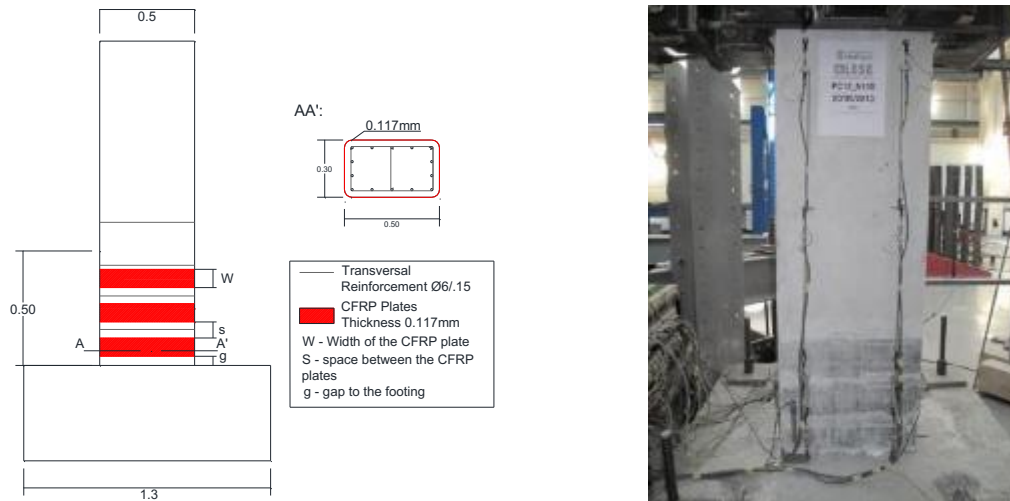 0.5
AA':
0.117mm
0.30
0.50
W
0.50
s
A
A'
g
1.3
Transversal
Reinforcement Ø6/.15
CFRP Plates
Thickness 0.117mm
W - Width of the CFRP plate
S - space between the CFRP
plates
g - gap to the footing